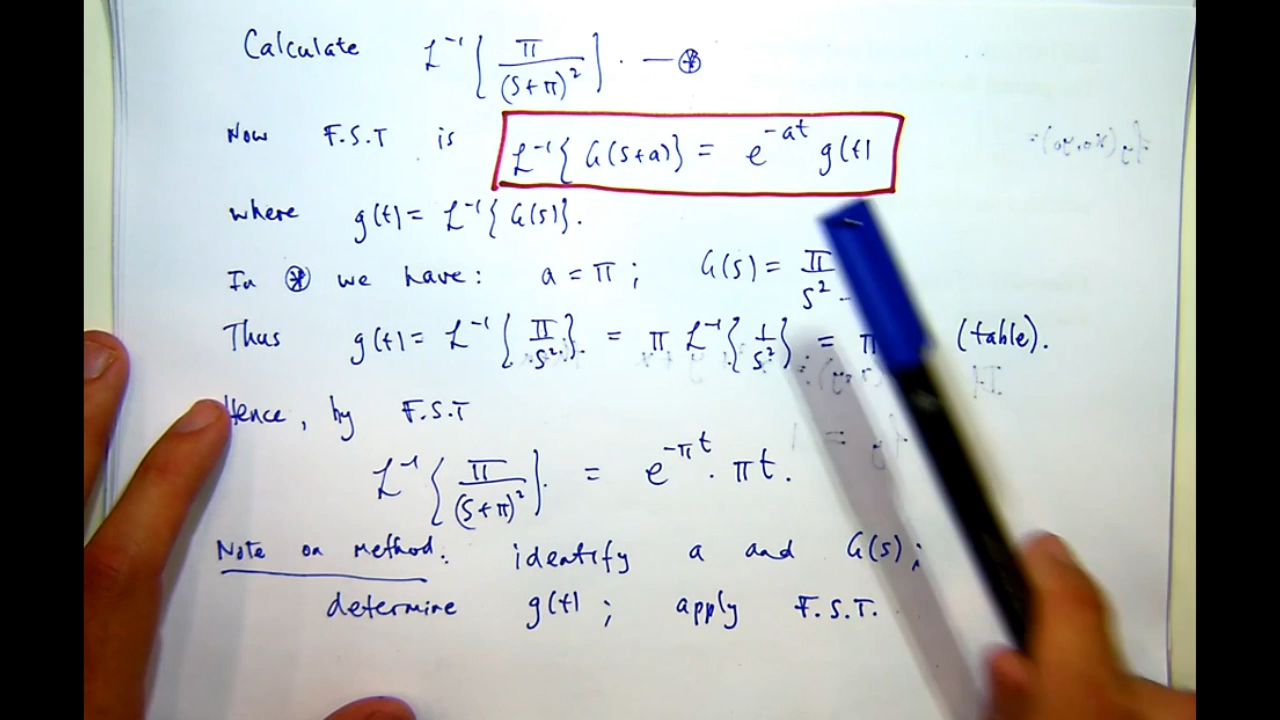 Calculate ℒ⁻¹{π/(s+π)²}. — ⊛
Now F.S.T is ℒ⁻¹{G(s+a)} = e^{-at} g(t)
where g(t) = ℒ⁻¹{G(s)}.
In ⊛ we have: a = π; G(s) = π/s²
Thus g(t) = ℒ⁻¹{π/s²} = π ℒ⁻¹{1/s²} = π (table).
Hence, by F.S.T
ℒ⁻¹{π/(s+π)²} = e^{-πt} · πt.
Note on method: identify a and G(s);
determine g(t); apply F.S.T.